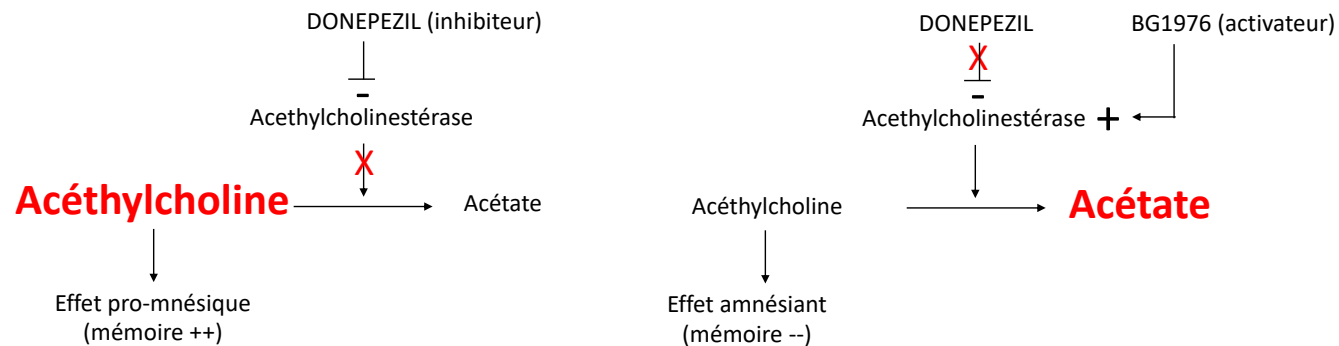 DONEPEZIL (inhibiteur)
-
Acethylcholinestérase
X
Acéthylcholine
Acétate
Effet pro-mnésique
(mémoire ++)
DONEPEZIL
BG1976 (activateur)
X
-
Acethylcholinestérase +
Acéthylcholine
Acétate
Effet amnésiant
(mémoire --)